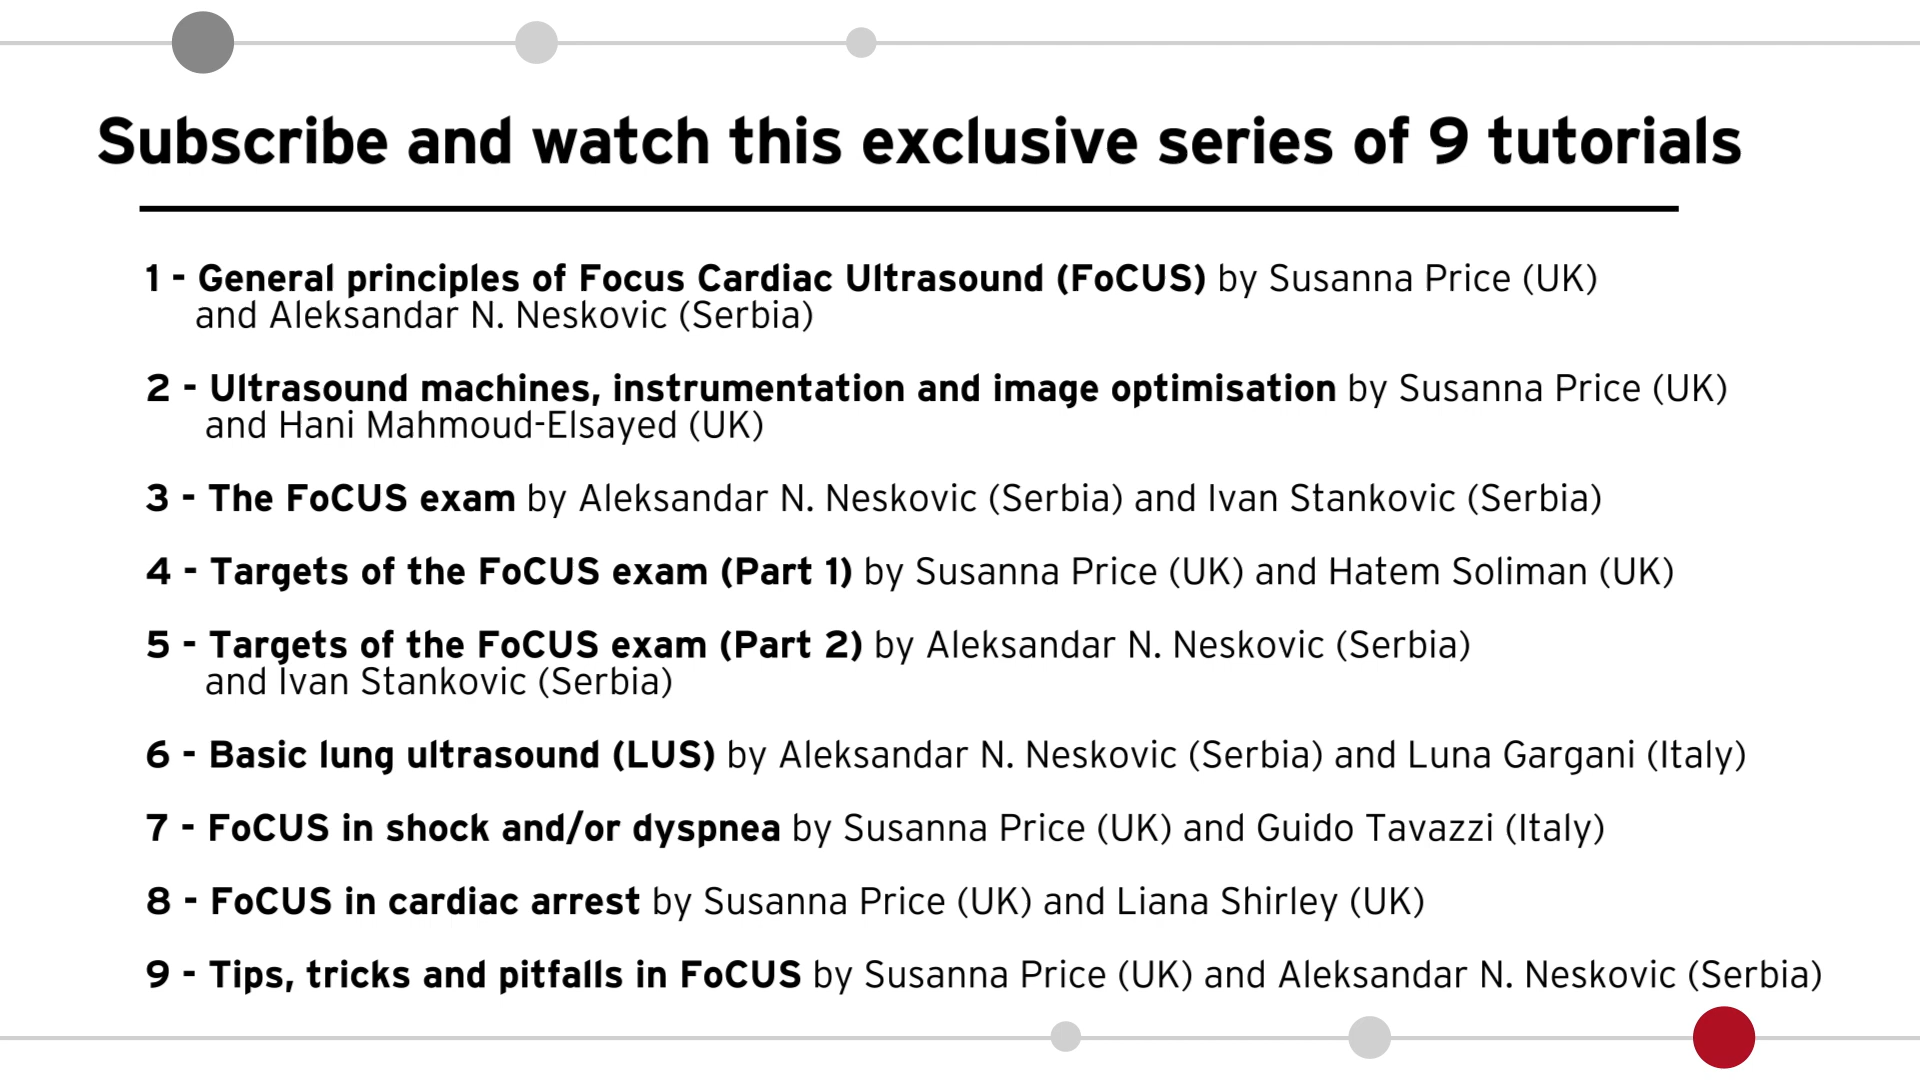 Subscribe and watch this exclusive series of 9 tutorials
1 - General principles of Focus Cardiac Ultrasound (FoCUS) by Susanna Price (UK)
and Aleksandar N. Neskovic (Serbia)
2 - Ultrasound machines, instrumentation and image optimisation by Susanna Price (UK)
and Hani Mahmoud-Elsayed (UK)
3 - The FoCUS exam by Aleksandar N. Neskovic (Serbia) and Ivan Stankovic (Serbia)
4 - Targets of the FoCUS exam (Part 1) by Susanna Price (UK) and Hatem Soliman (UK)
5 - Targets of the FoCUS exam (Part 2) by Aleksandar N. Neskovic (Serbia)
and Ivan Stankovic (Serbia)
6 - Basic lung ultrasound (LUS) by Aleksandar N. Neskovic (Serbia) and Luna Gargani (Italy)
7 - FoCUS in shock and/or dyspnea by Susanna Price (UK) and Guido Tavazzi (Italy)
8 - FoCUS in cardiac arrest by Susanna Price (UK) and Liana Shirley (UK)
9 - Tips, tricks and pitfalls in FoCUS by Susanna Price (UK) and Aleksandar N. Neskovic (Serbia)